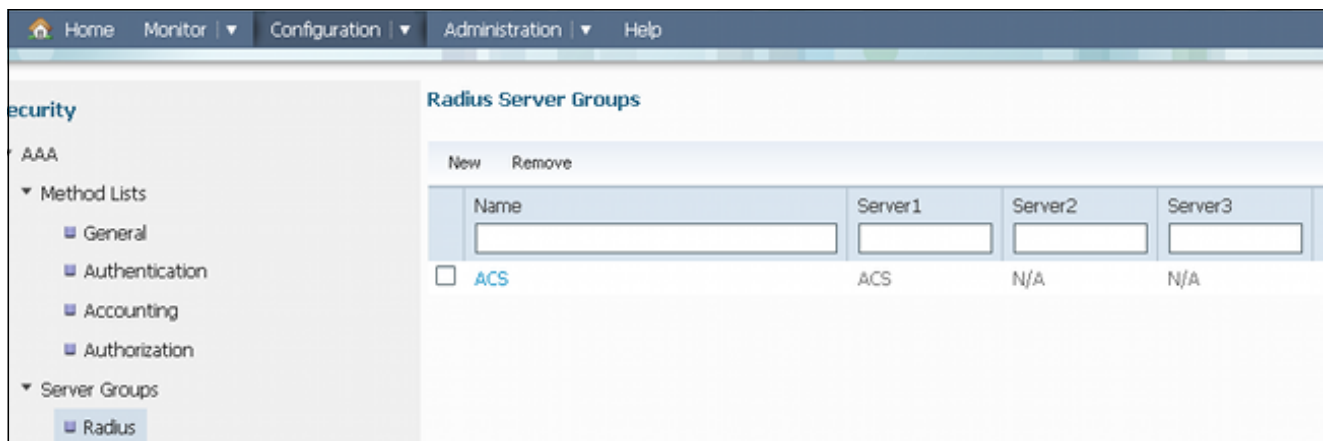 Home Monitor Configuration Administration Help
ecurity
AAA
Method Lists
General
Authentication
Accounting
Authorization
Server Groups
Radius
Radius Server Groups
New Remove
Name Server1 Server2 Server3
ACS ACS N/A N/A